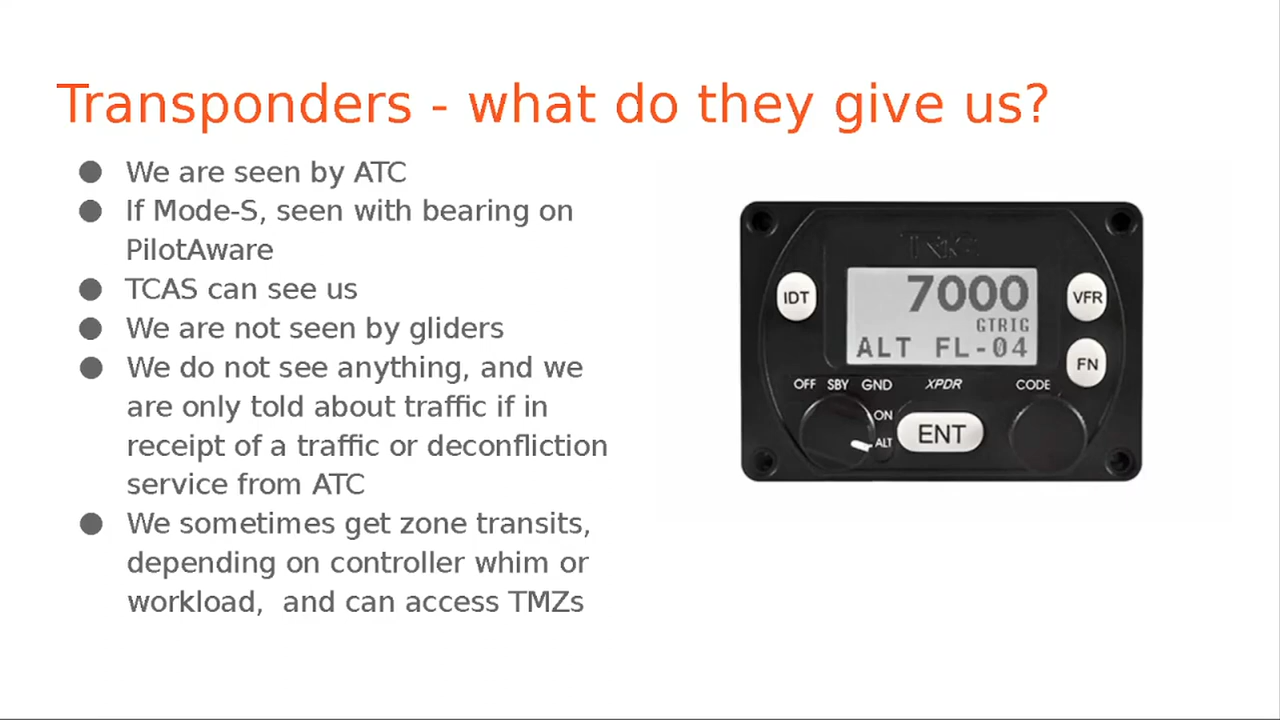 Transponders - what do they give us?
We are seen by ATC
If Mode-S, seen with bearing on
PilotAware
TCAS can see us
We are not seen by gliders
We do not see anything, and we
are only told about traffic if in
receipt of a traffic or deconfliction
service from ATC
We sometimes get zone transits,
depending on controller whim or
workload,  and can access TMZs
TRIG
IDT
7000
VFR
GTRIG
ALT FL-04
FN
OFF SBY GND XPDR CODE
ON
ENT
ALT